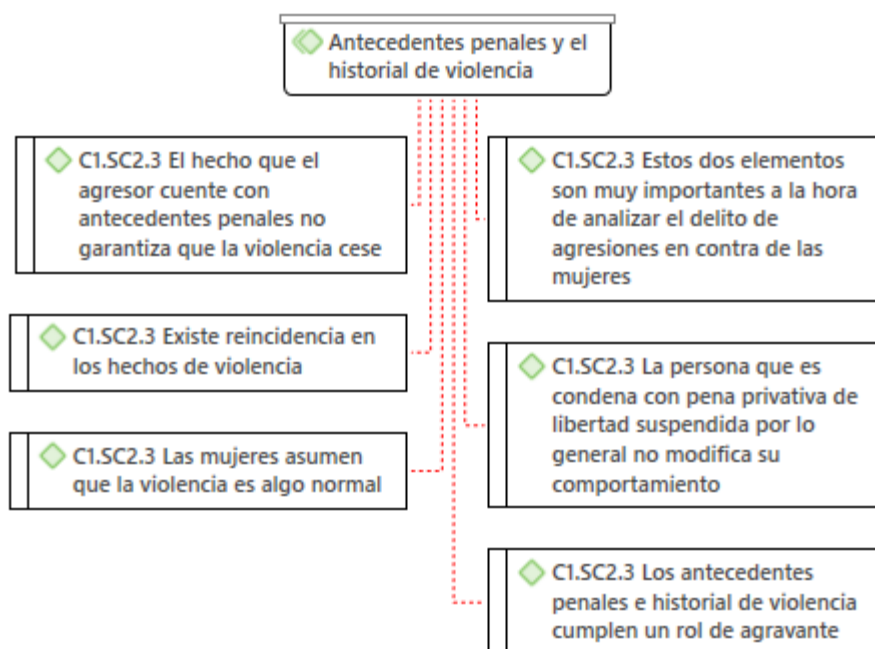 Antecedentes penales y el
historial de violencia
C1.SC2.3 El hecho que el
agresor cuente con
antecedentes penales no
garantiza que la violencia cese
C1.SC2.3 Existe reincidencia en
los hechos de violencia
C1.SC2.3 Las mujeres asumen
que la violencia es algo normal
C1.SC2.3 Estos dos elementos
son muy importantes a la hora
de analizar el delito de
agresiones en contra de las
mujeres
C1.SC2.3 La persona que es
condena con pena privativa de
libertad suspendida por lo
general no modifica su
comportamiento
C1.SC2.3 Los antecedentes
penales e historial de violencia
cumplen un rol de agravante